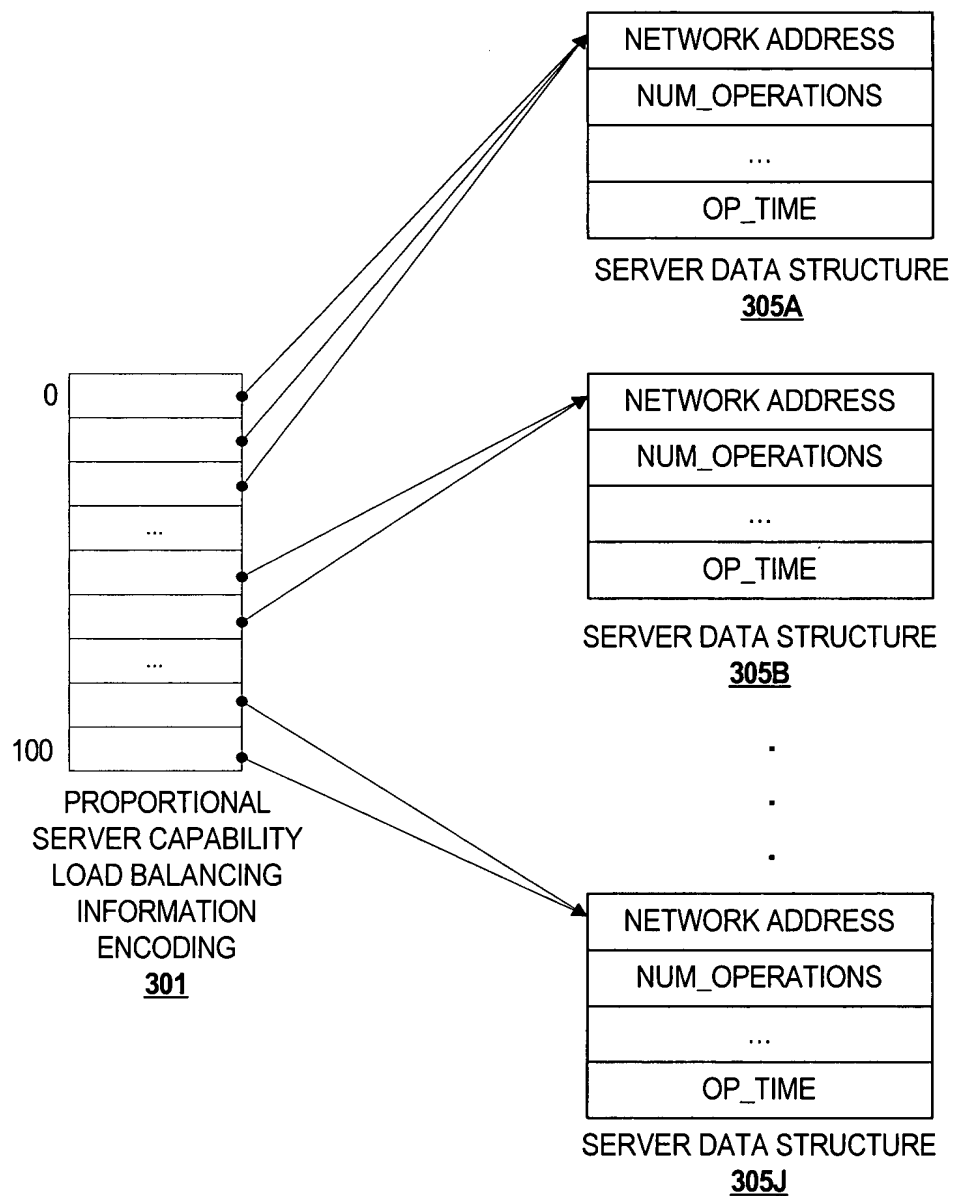 NETWORK ADDRESS
NUM_OPERATIONS
...
OP_TIME
SERVER DATA STRUCTURE
305A
0
...
...
100
PROPORTIONAL
SERVER CAPABILITY
LOAD BALANCING
INFORMATION
ENCODING
301
NETWORK ADDRESS
NUM_OPERATIONS
...
OP_TIME
SERVER DATA STRUCTURE
305B
.
.
.
NETWORK ADDRESS
NUM_OPERATIONS
...
OP_TIME
SERVER DATA STRUCTURE
305J